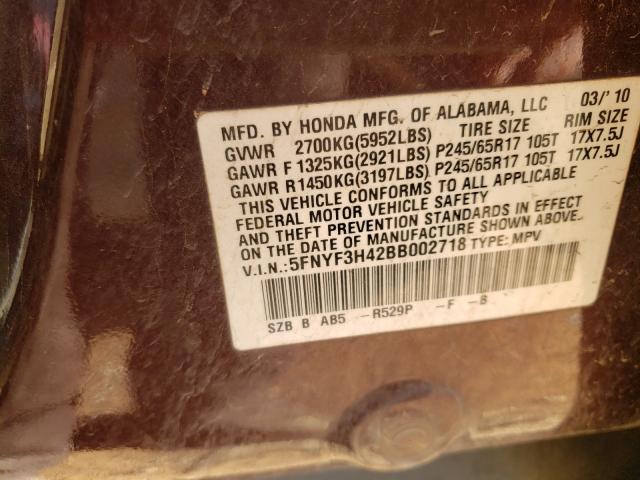 MFD. BY HONDA MFG. OF ALABAMA, LLC 03/'10
GVWR 2700KG(5952LBS) TIRE SIZE RIM SIZE
GAWR F 1325KG(2921LBS) P245/65R17 105T 17X7.5J
GAWR R1450KG(3197LBS) P245/65R17 105T 17X7.5J
THIS VEHICLE CONFORMS TO ALL APPLICABLE
FEDERAL MOTOR VEHICLE SAFETY
AND THEFT PREVENTION STANDARDS IN EFFECT
ON THE DATE OF MANUFACTURE SHOWN ABOVE.
V.I.N.:5FNYF3H42BB002718 TYPE: MPV
SZB B AB5 -R529P -F -B